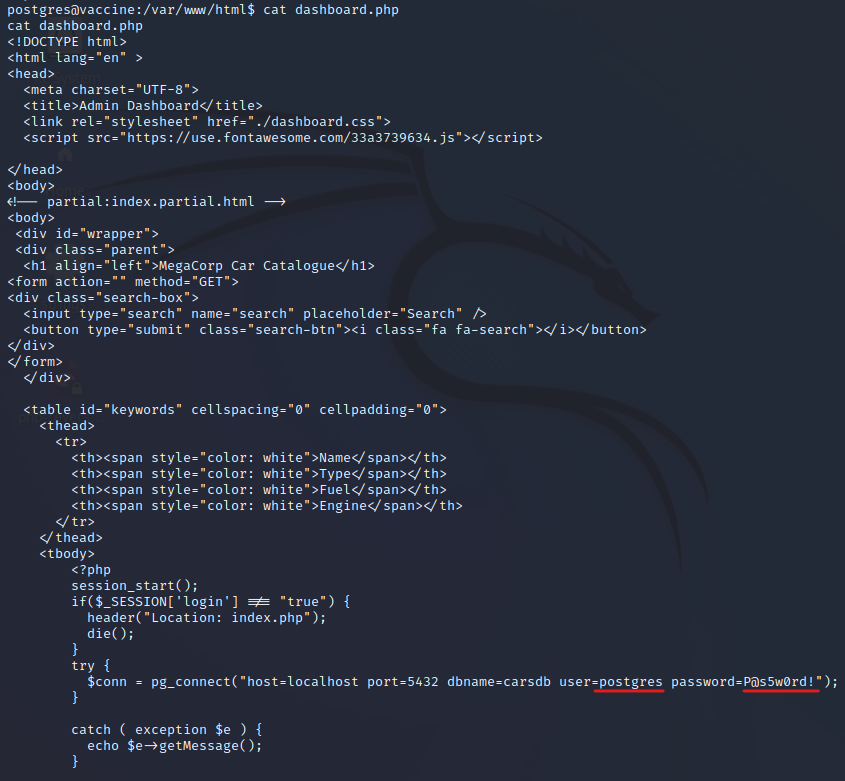 postgres@vaccine:/var/www/html$ cat dashboard.php
cat dashboard.php
<!DOCTYPE html>
<html lang="en" >
<head>
  <meta charset="UTF-8">
  <title>Admin Dashboard</title>
  <link rel="stylesheet" href="./dashboard.css">
  <script src="https://use.fontawesome.com/33a3739634.js"></script>

</head>
<body>
<!-- partial:index.partial.html -->
<body>
 <div id="wrapper">
 <div class="parent">
  <h1 align="left">MegaCorp Car Catalogue</h1>
<form action="" method="GET">
<div class="search-box">
  <input type="search" name="search" placeholder="Search" />
  <button type="submit" class="search-btn"><i class="fa fa-search"></i></button>
</div>
</form>
  </div>

  <table id="keywords" cellspacing="0" cellpadding="0">
    <thead>
      <tr>
        <th><span style="color: white">Name</span></th>
        <th><span style="color: white">Type</span></th>
        <th><span style="color: white">Fuel</span></th>
        <th><span style="color: white">Engine</span></th>
      </tr>
    </thead>
    <tbody>
        <?php
        session_start();
        if($_SESSION['login'] !== "true") {
          header("Location: index.php");
          die();
        }
        try {
          $conn = pg_connect("host=localhost port=5432 dbname=carsdb user=postgres password=P@s5w0rd!");
        }

        catch ( exception $e ) {
          echo $e->getMessage();
        }